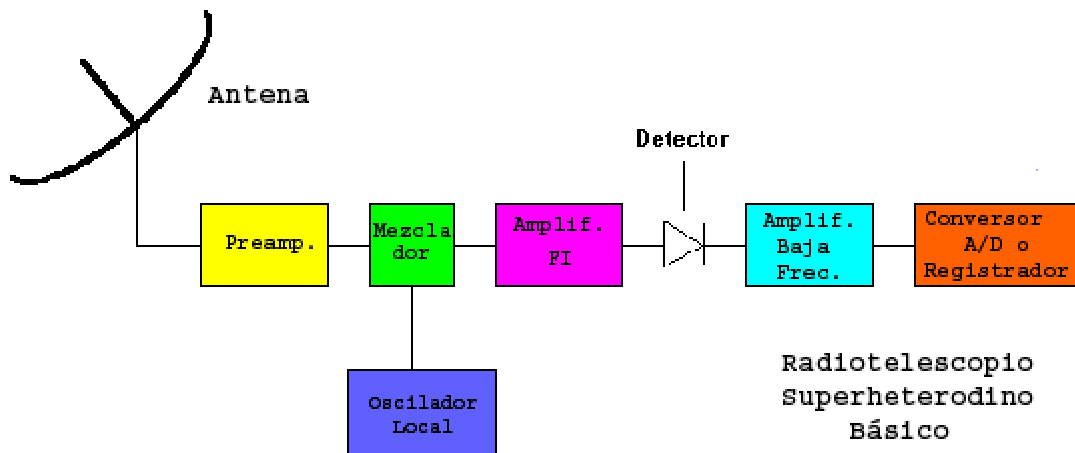 Antena
Detector
Preamp.
Mezcla
dor
Amplif.
FI
Amplif.
Baja
Frec.
Conversor
A/D o
Registrador
Oscilador
Local
Radiotelescopio
Superheterodino
Básico